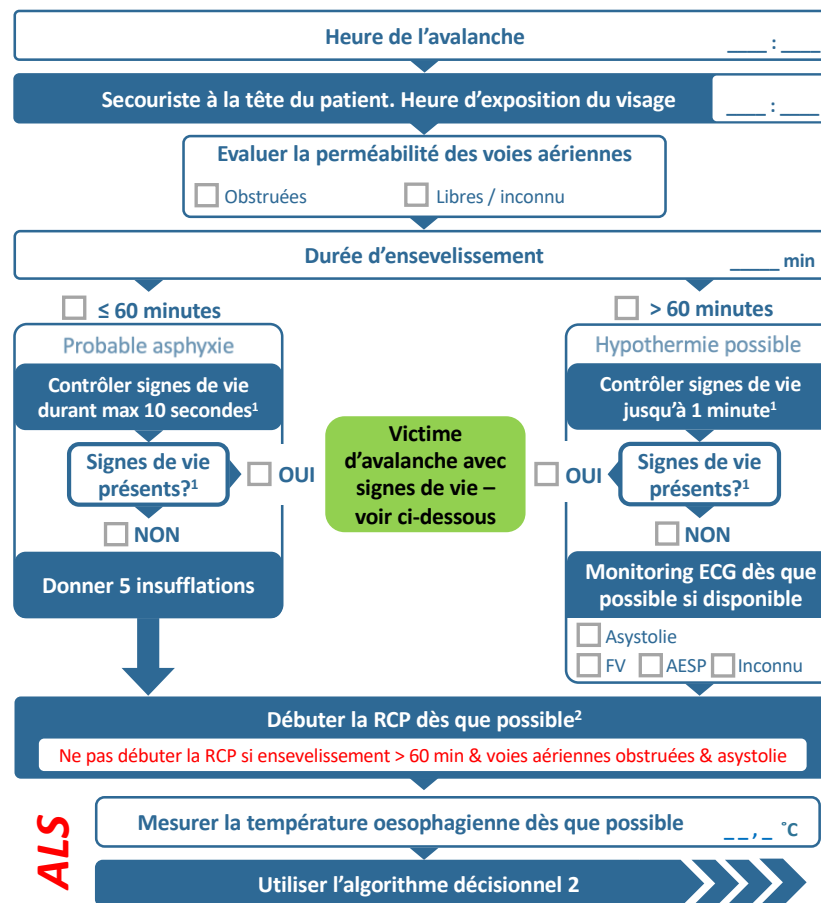 Heure de l'avalanche ____ : ____
Secouriste à la tête du patient. Heure d'exposition du visage ____ : ____
Evaluer la perméabilité des voies aériennes
Obstruées Libres / inconnu
Durée d'ensevelissement _____ min
≤ 60 minutes
Probable asphyxie
Contrôler signes de vie
durant max 10 secondes¹
Signes de vie
présents?¹
OUI
NON
Donner 5 insufflations
Victime
d'avalanche avec
signes de vie –
voir ci-dessous
> 60 minutes
Hypothermie possible
Contrôler signes de vie
jusqu'à 1 minute¹
OUI
Signes de vie
présents?¹
NON
Monitoring ECG dès que
possible si disponible
Asystolie
FV AESP Inconnu
Débuter la RCP dès que possible²
Ne pas débuter la RCP si ensevelissement > 60 min & voies aériennes obstruées & asystolie
ALS
Mesurer la température oesophagienne dès que possible _ _ , _ °C
Utiliser l'algorithme décisionnel 2